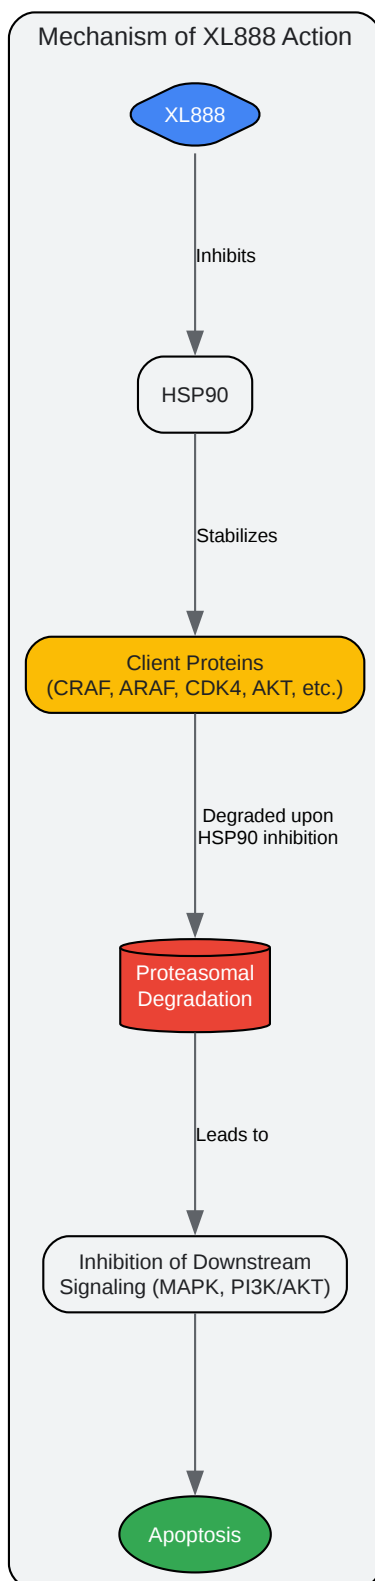 Mechanism of XL888 Action
XL888
Inhibits
HSP90
Stabilizes
Client Proteins
(CRAF, ARAF, CDK4, AKT, etc.)
Degraded upon
HSP90 inhibition
Proteasomal
Degradation
Leads to
Inhibition of Downstream
Signaling (MAPK, PI3K/AKT)
Apoptosis